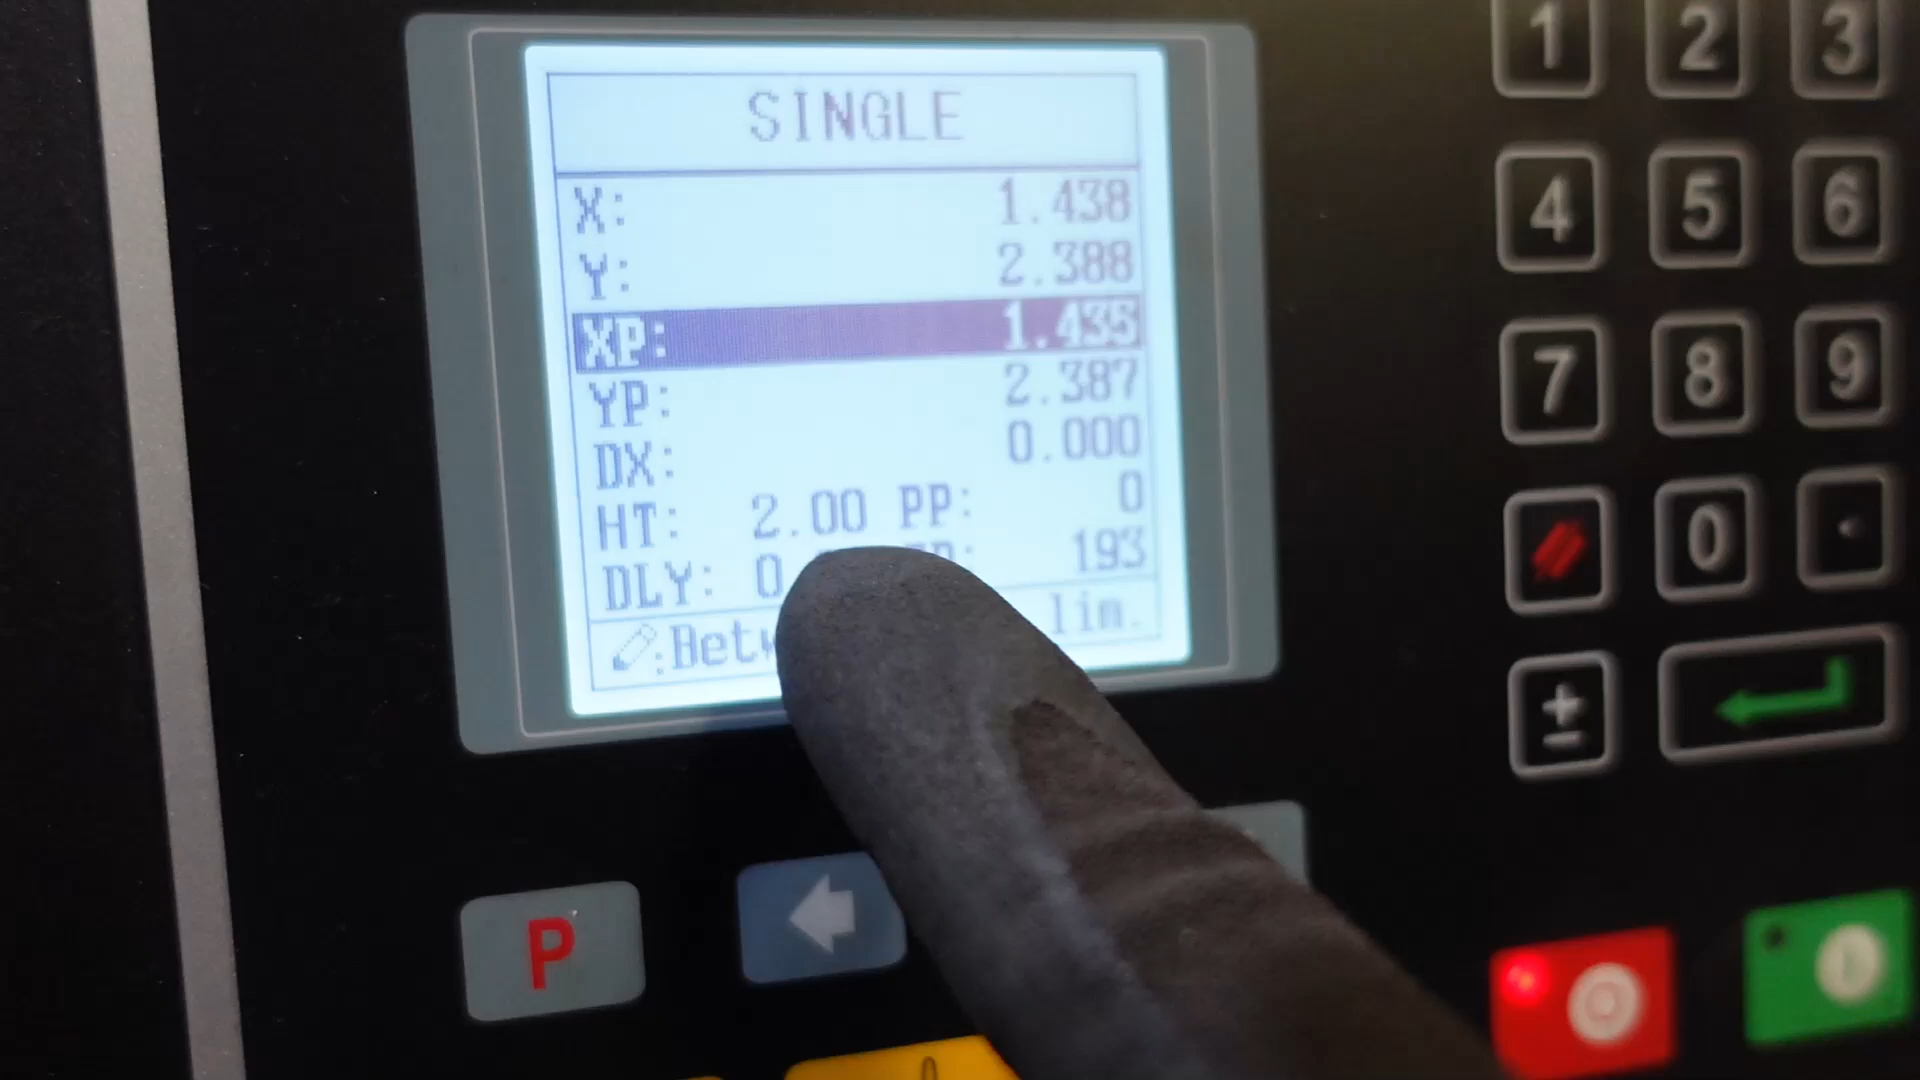 SINGLE
X: 1.438
Y: 2.388
XP: 1.435
YP: 2.387
DX: 0.000
HT: 2.00 PP: 0
DLY: 0 193
lim.
1 2 3
4 5 6
7 8 9
0 .
±
P